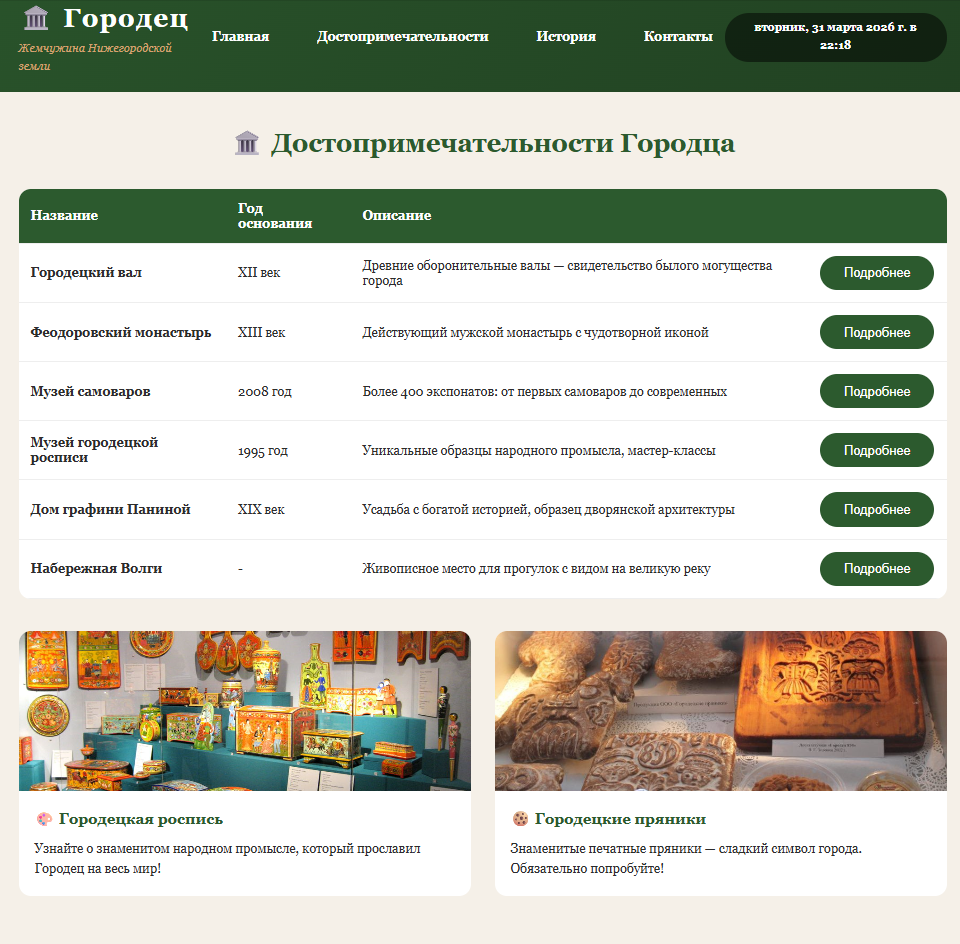 🏛️ Городец
Жемчужина Нижегородской
земли
Главная
Достопримечательности
История
Контакты
вторник, 31 марта 2026 г. в
22:18
🏛️ Достопримечательности Городца
Название
Год
основания
Описание
Городецкий вал
XII век
Древние оборонительные валы — свидетельство былого могущества
города
Подробнее
Феодоровский монастырь
XIII век
Действующий мужской монастырь с чудотворной иконой
Подробнее
Музей самоваров
2008 год
Более 400 экспонатов: от первых самоваров до современных
Подробнее
Музей городецкой
росписи
1995 год
Уникальные образцы народного промысла, мастер-классы
Подробнее
Дом графини Паниной
XIX век
Усадьба с богатой историей, образец дворянской архитектуры
Подробнее
Набережная Волги
-
Живописное место для прогулок с видом на великую реку
Подробнее
🎨 Городецкая роспись
Узнайте о знаменитом народном промысле, который прославил
Городец на весь мир!
🍪 Городецкие пряники
Знаменитые печатные пряники — сладкий символ города.
Обязательно попробуйте!